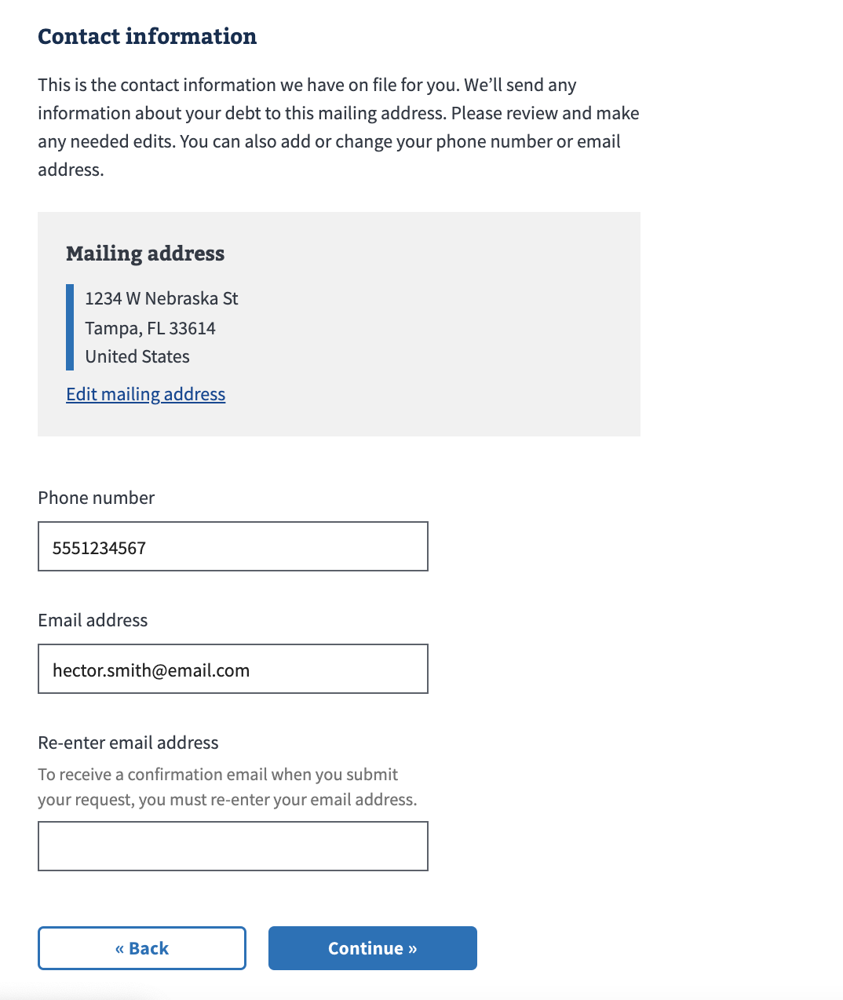 Contact information
This is the contact information we have on file for you. We’ll send any
information about your debt to this mailing address. Please review and make
any needed edits. You can also add or change your phone number or email
address.
Mailing address
1234 W Nebraska St
Tampa, FL 33614
United States
Edit mailing address
Phone number
5551234567
Email address
hector.smith@email.com
Re-enter email address
To receive a confirmation email when you submit
your request, you must re-enter your email address.
« Back
Continue »